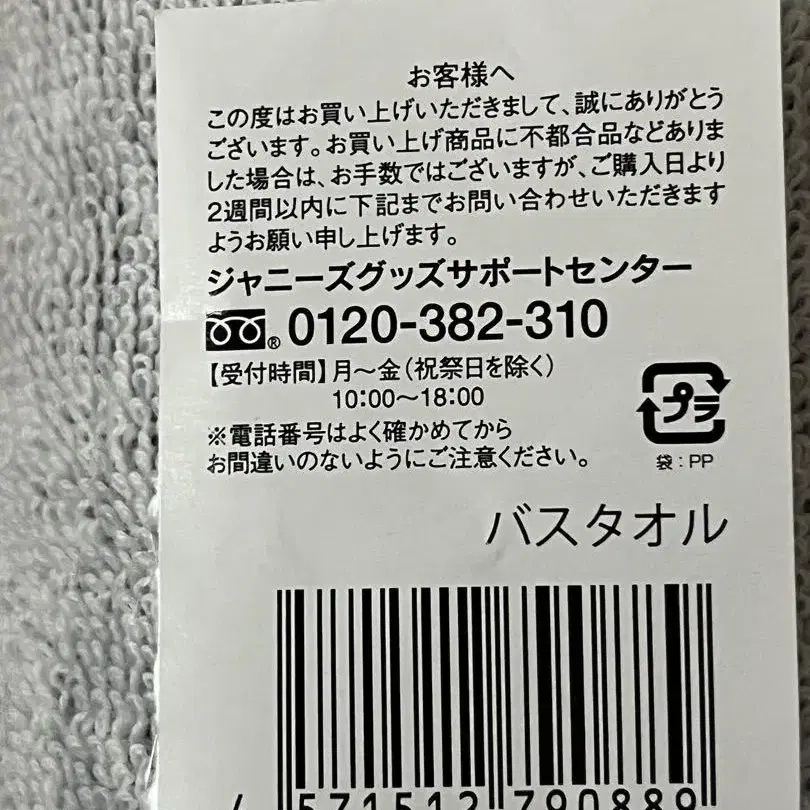 お客様へ
この度はお買い上げいただきまして、誠にありがとう
ございます。お買い上げ商品に不都合品などありま
した場合は、お手数ではございますが、ご購入日より
2週間以内に下記までお問い合わせいただきます
ようお願い申し上げます。
ジャニーズグッズサポートセンター
® 0120-382-310
【受付時間】月〜金(祝祭日を除く)
10:00〜18:00
※電話番号はよく確かめてから
お間違いのないようにご注意ください。
プラ
袋:PP
バスタオル
4 571512 790889